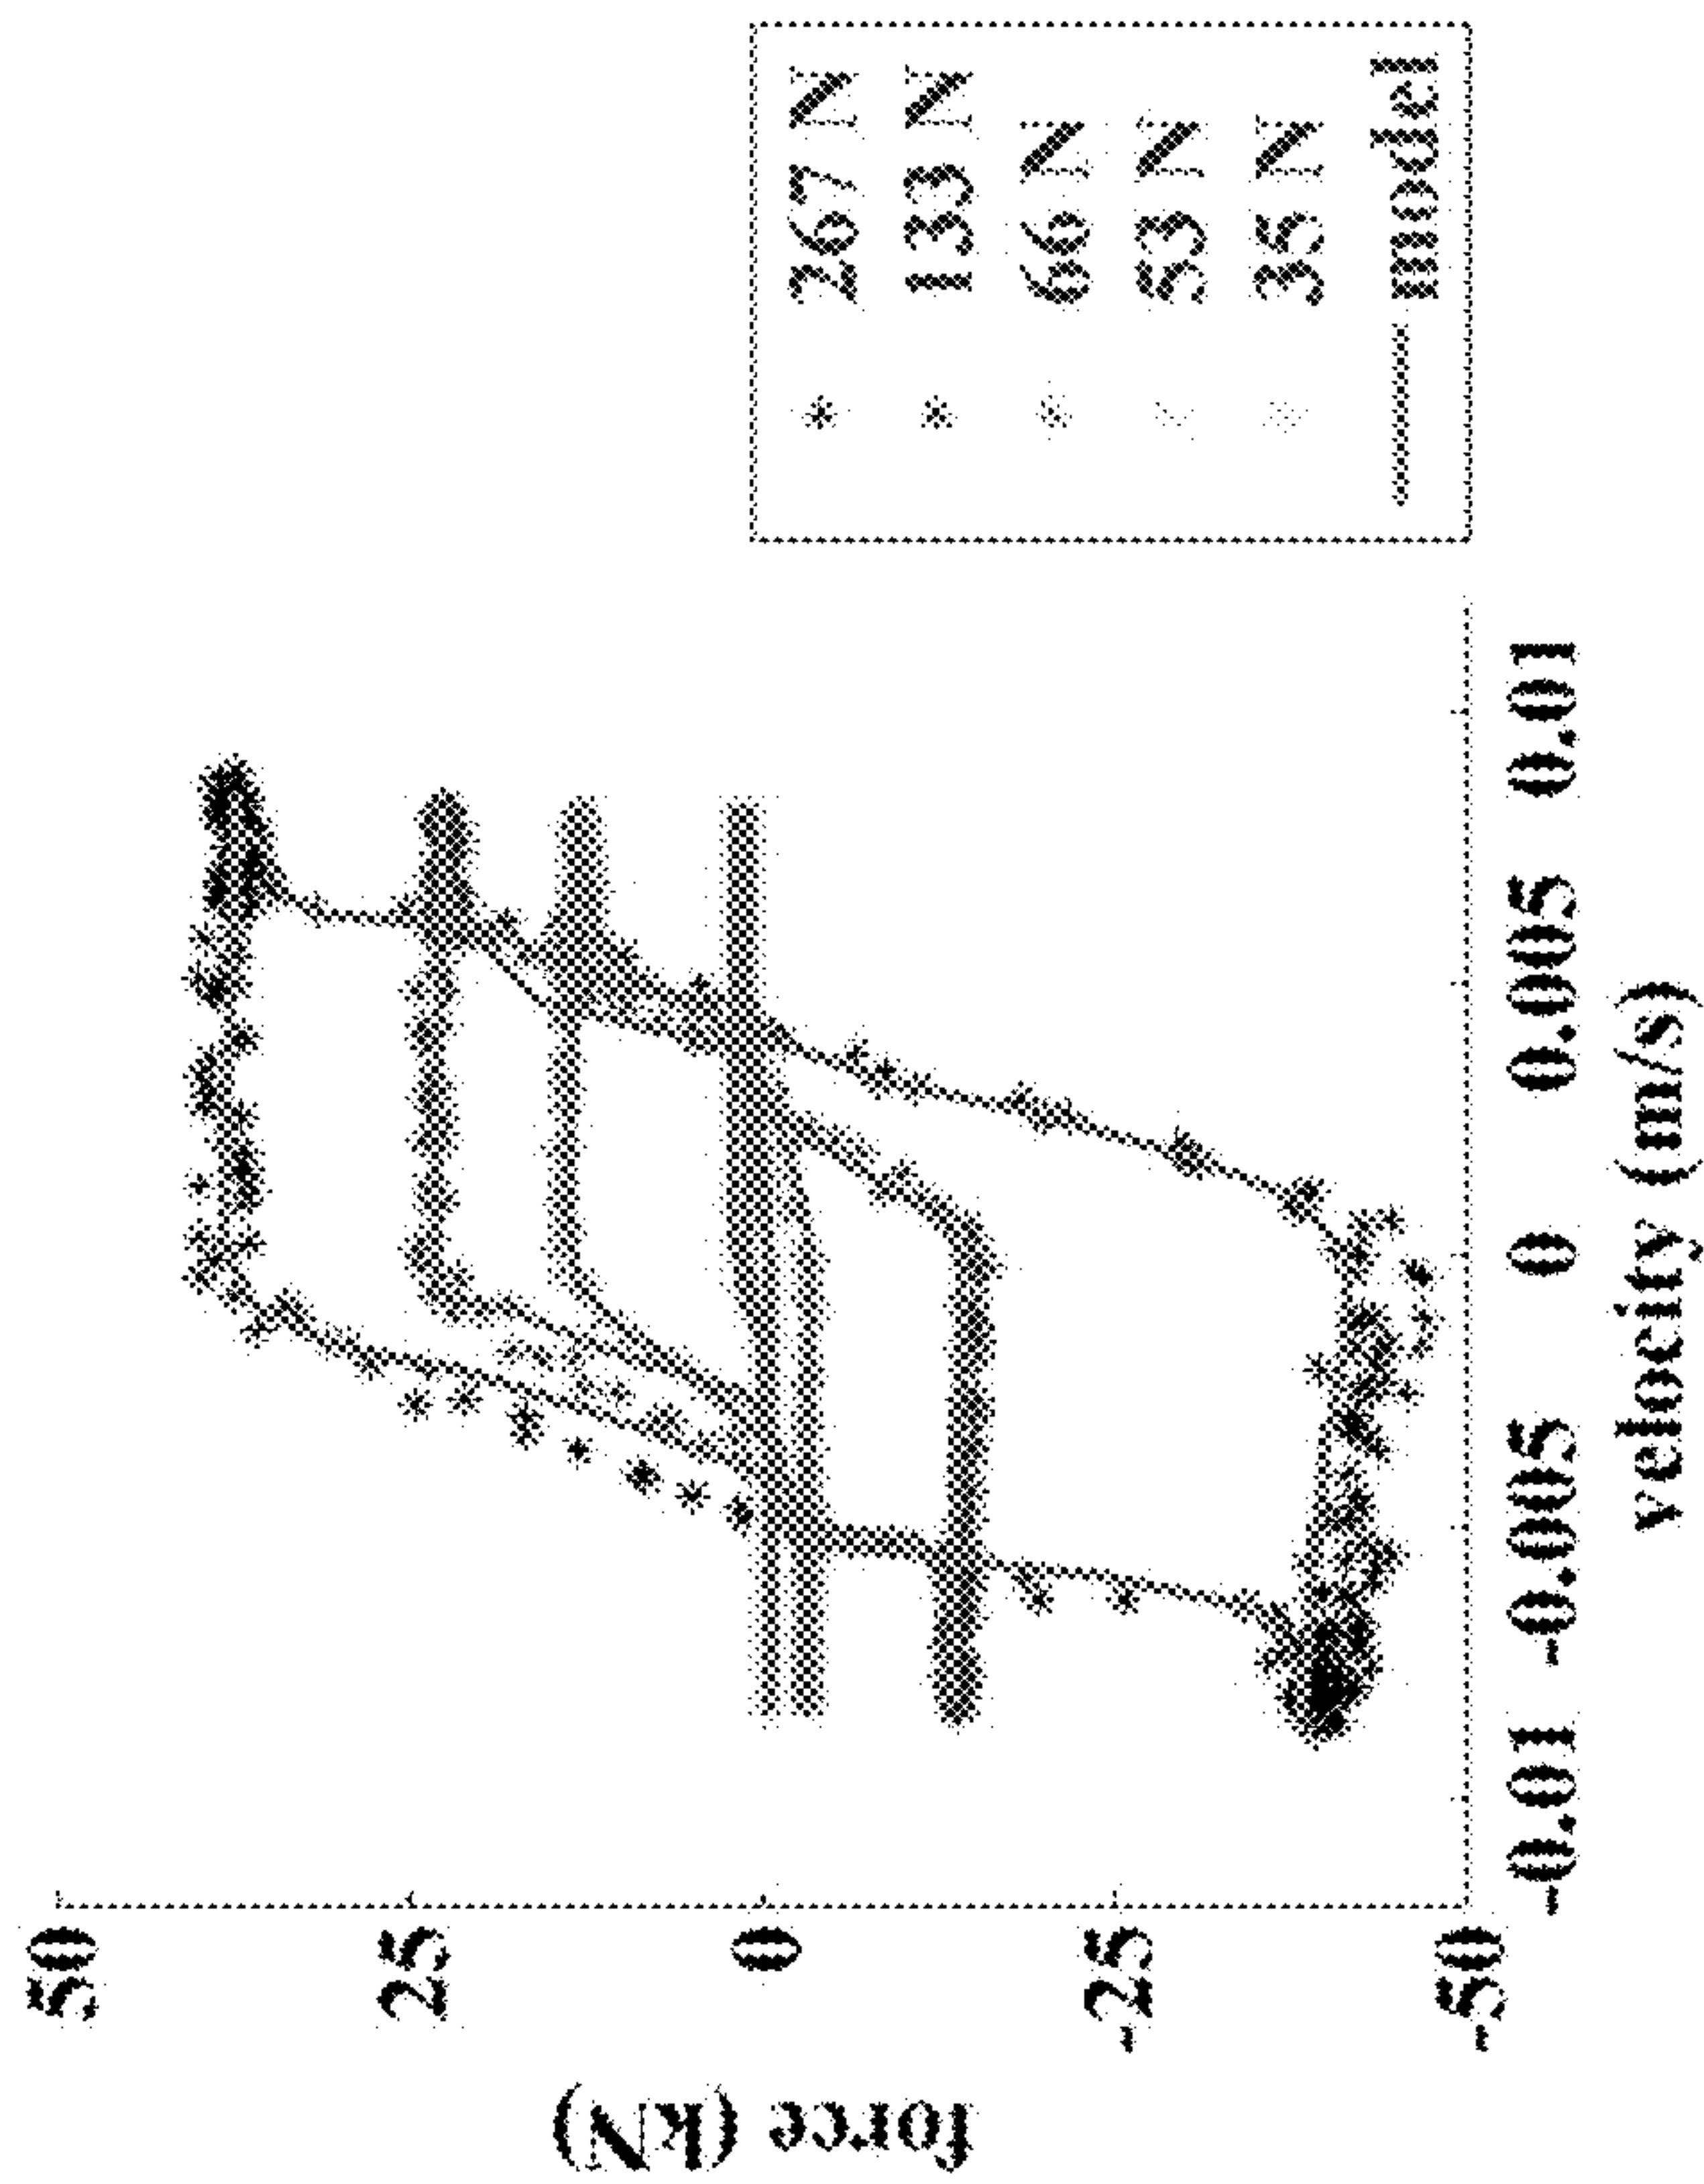 50
25
0
-25
-50
force (kN)
-0.01
-0.005
0
0.005
0.01
velocity (m/s)
267 N
133 N
66 N
53 N
35 N
model